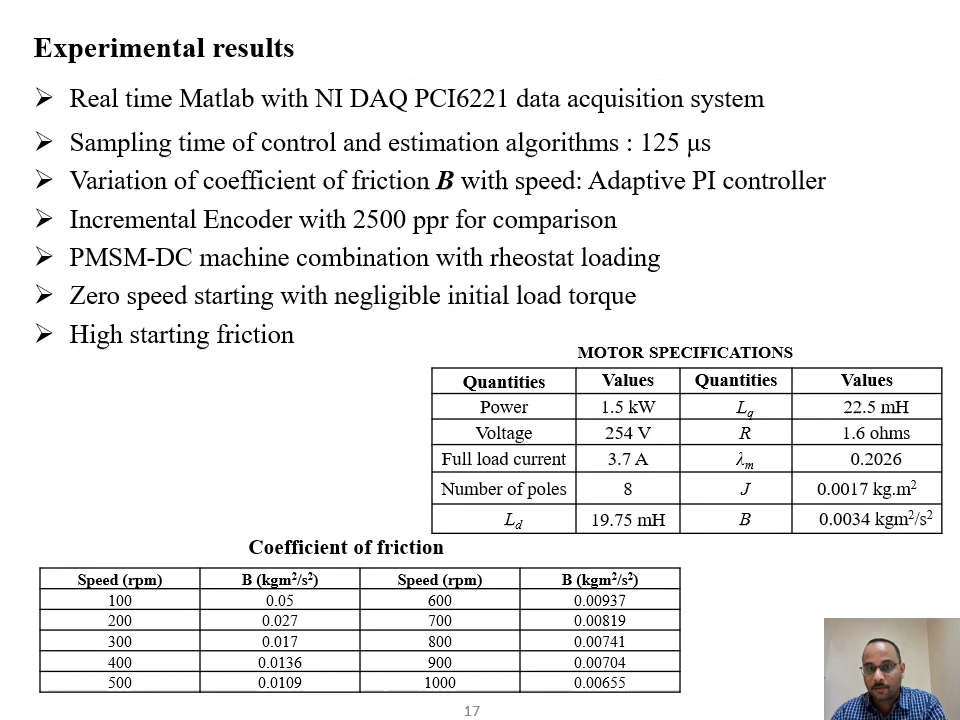 Experimental results
➢ Real time Matlab with NI DAQ PCI6221 data acquisition system
➢ Sampling time of control and estimation algorithms : 125 μs
➢ Variation of coefficient of friction B with speed: Adaptive PI controller
➢ Incremental Encoder with 2500 ppr for comparison
➢ PMSM-DC machine combination with rheostat loading
➢ Zero speed starting with negligible initial load torque
➢ High starting friction
MOTOR SPECIFICATIONS
Quantities Values Quantities Values
Power 1.5 kW Lq 22.5 mH
Voltage 254 V R 1.6 ohms
Full load current 3.7 A λm 0.2026
Number of poles 8 J 0.0017 kg.m²
Ld 19.75 mH B 0.0034 kgm²/s²
Coefficient of friction
Speed (rpm) B (kgm²/s²) Speed (rpm) B (kgm²/s²)
100 0.05 600 0.00937
200 0.027 700 0.00819
300 0.017 800 0.00741
400 0.0136 900 0.00704
500 0.0109 1000 0.00655
17